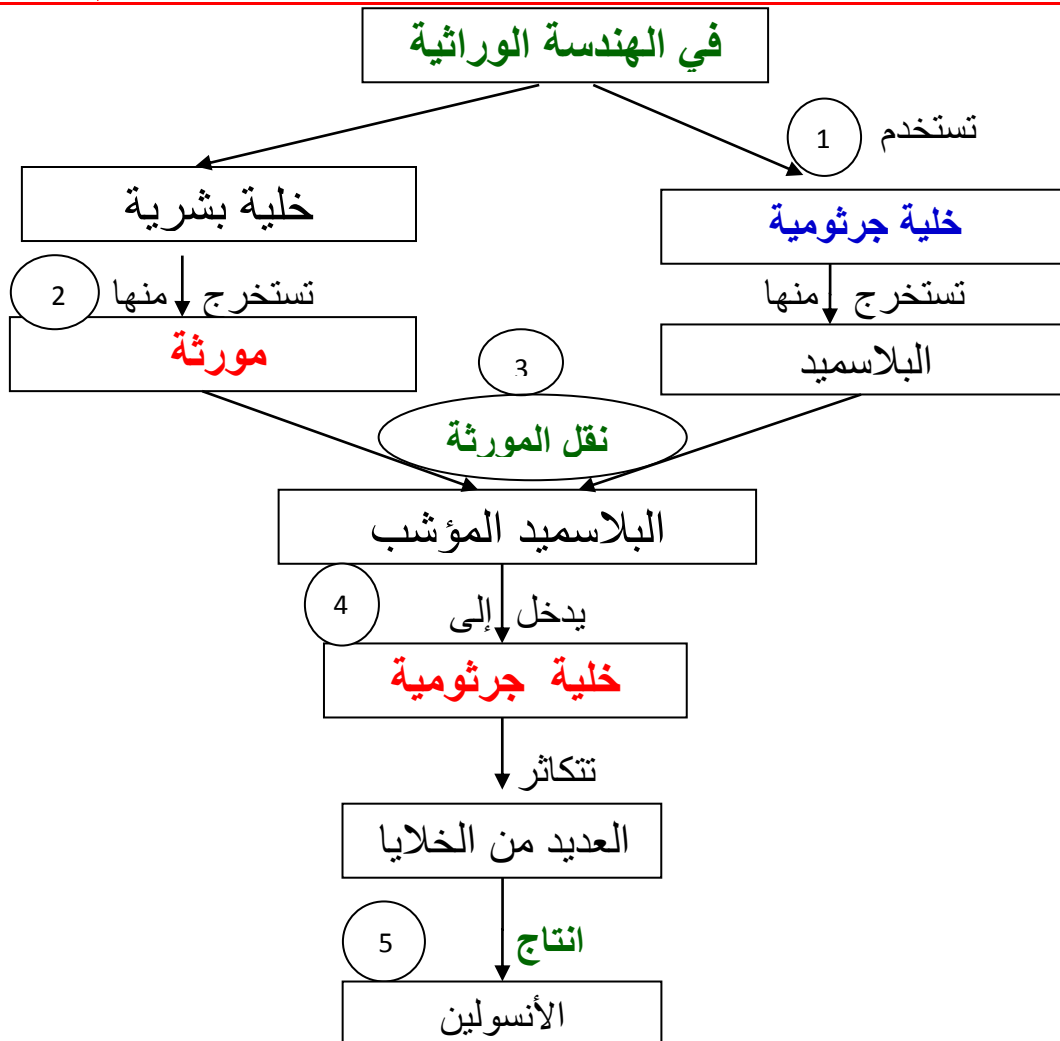 في الهندسة الوراثية
تستخدم
1
خلية جرثومية
خلية بشرية
تستخرج منها
تستخرج منها
2
البلاسميد
مورثة
3
نقل المورثة
البلاسميد المؤشب
4
يدخل إلى
خلية جرثومية
تتكاثر
العديد من الخلايا
انتاج
5
الأنسولين